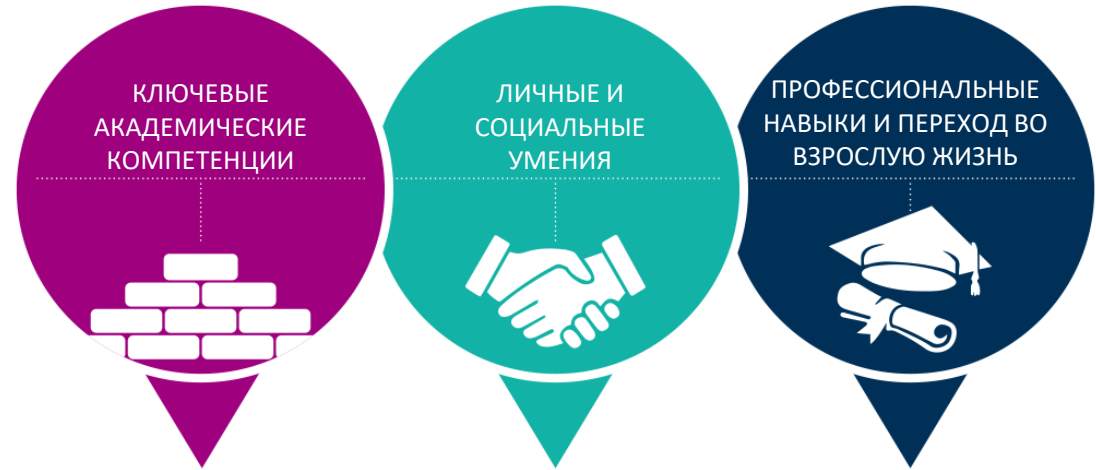 КЛЮЧЕВЫЕ
АКАДЕМИЧЕСКИЕ
КОМПЕТЕНЦИИ
ЛИЧНЫЕ И
СОЦИАЛЬНЫЕ
УМЕНИЯ
ПРОФЕССИОНАЛЬНЫЕ
НАВЫКИ И ПЕРЕХОД ВО
ВЗРОСЛУЮ ЖИЗНЬ